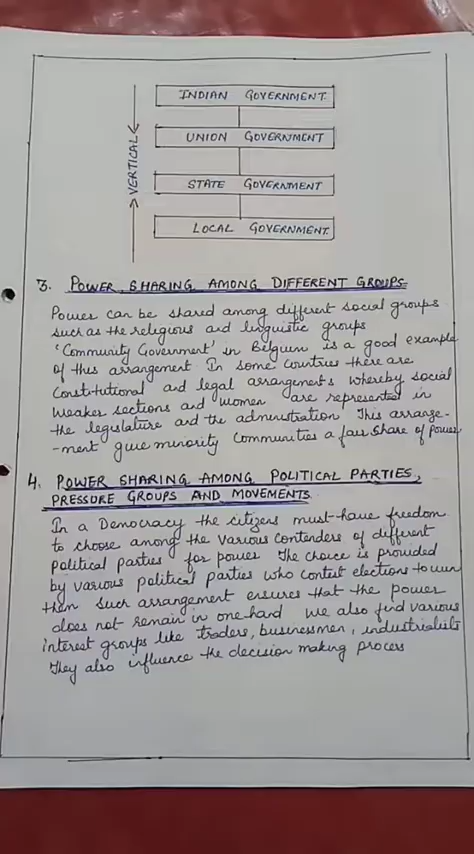 INDIAN GOVERNMENT.
UNION GOVERNMENT
STATE GOVERNMENT
LOCAL GOVERNMENT.
VERTICAL
3. POWER SHARING AMONG DIFFERENT GROUPS
Power can be shared among different social groups
such as the religious and linguistic groups
'Community Government' in Belgium is a good example
of this arrangement In some countries there are
Constitutional and legal arrangements whereby social
weaker sections and women are represented in
the legislature and the administration This arrange-
-ment give minority communities a fair share of power
4. POWER SHARING AMONG POLITICAL PARTIES,
PRESSURE GROUPS AND MOVEMENTS.
In a Democracy the citizens must have freedom
to choose among the various contenders of different
political parties for power The choice is provided
by various political parties who contest elections to win
them Such arrangement ensures that the power
does not remain in one-hand We also find various
interest groups like traders, businessmen, industrialists
They also influence the decision making process